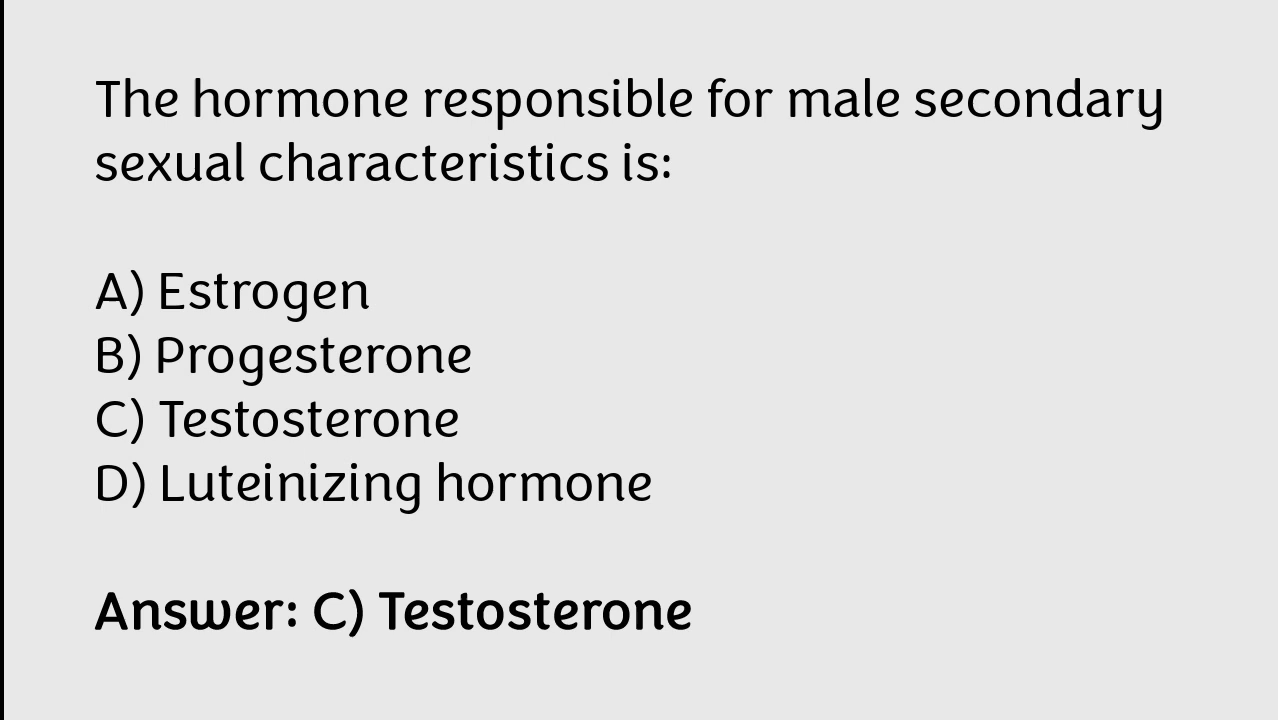 The hormone responsible for male secondary
sexual characteristics is:
A) Estrogen
B) Progesterone
C) Testosterone
D) Luteinizing hormone
Answer: C) Testosterone